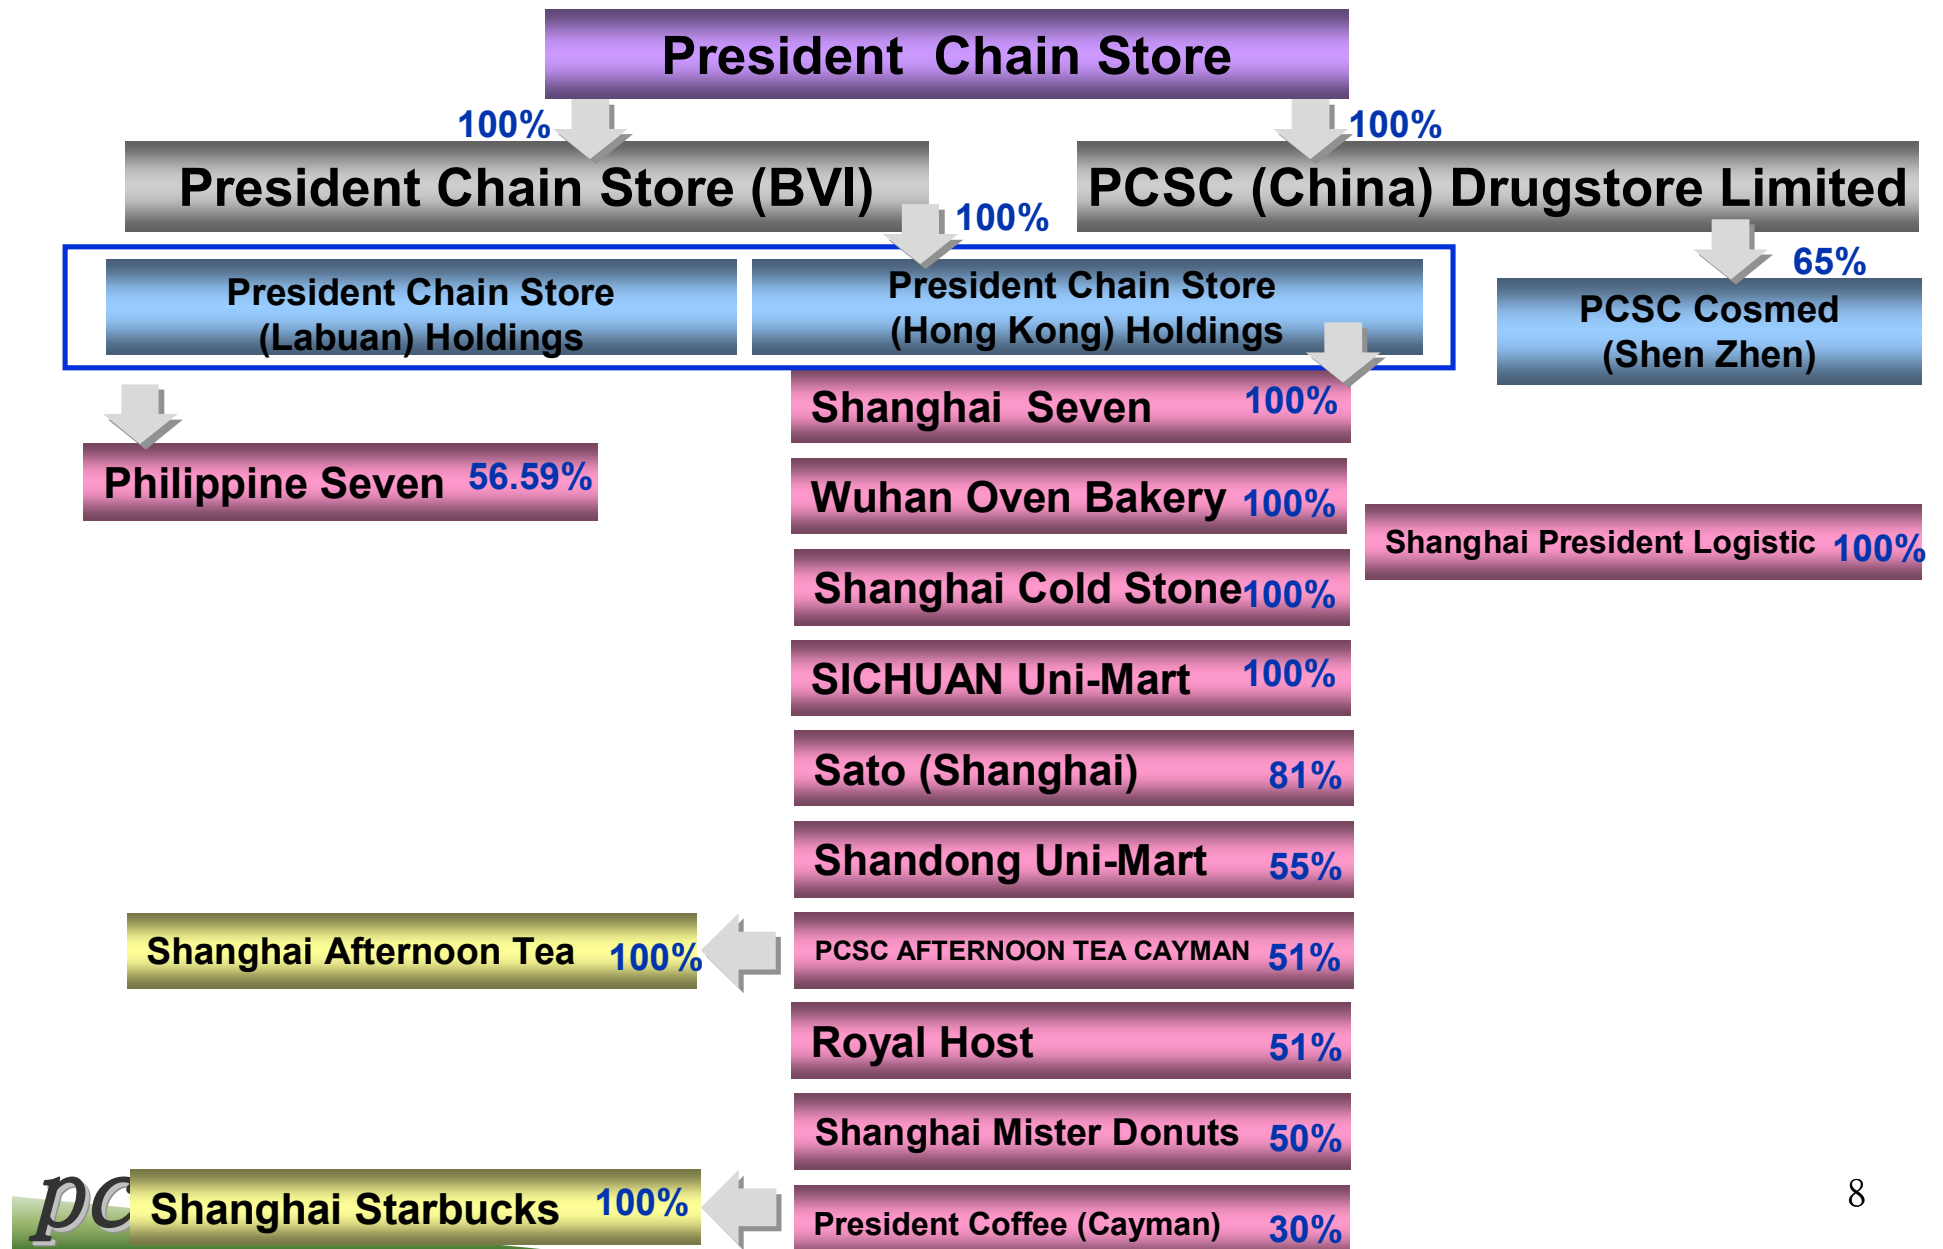 President Chain Store
100%
100%
President Chain Store (BVI)
PCSC (China) Drugstore Limited
100%
65%
President Chain Store
(Labuan) Holdings
President Chain Store
(Hong Kong) Holdings
PCSC Cosmed
(Shen Zhen)
Shanghai Seven 100%
Philippine Seven 56.59%
Wuhan Oven Bakery 100%
Shanghai President Logistic 100%
Shanghai Cold Stone 100%
SICHUAN Uni-Mart 100%
Sato (Shanghai) 81%
Shandong Uni-Mart 55%
Shanghai Afternoon Tea 100%
PCSC AFTERNOON TEA CAYMAN 51%
Royal Host 51%
Shanghai Mister Donuts 50%
pc
Shanghai Starbucks 100%
President Coffee (Cayman) 30%
8